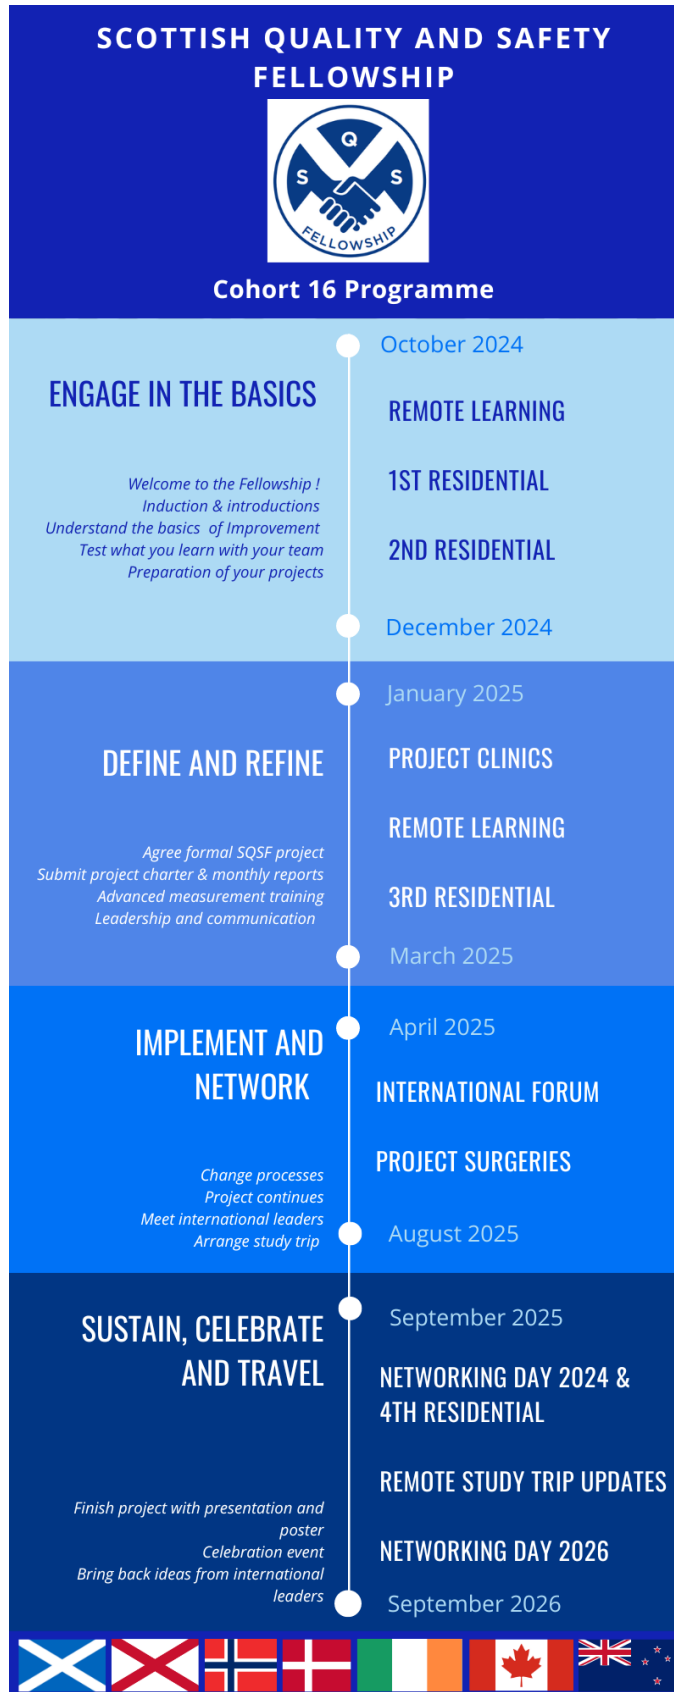 SCOTTISH QUALITY AND SAFETY
FELLOWSHIP
Q
S S
FELLOWSHIP
Cohort 16 Programme
October 2024
ENGAGE IN THE BASICS
REMOTE LEARNING
1ST RESIDENTIAL
2ND RESIDENTIAL
Welcome to the Fellowship !
Induction & introductions
Understand the basics of Improvement
Test what you learn with your team
Preparation of your projects
December 2024
January 2025
DEFINE AND REFINE
PROJECT CLINICS
REMOTE LEARNING
3RD RESIDENTIAL
Agree formal SQSF project
Submit project charter & monthly reports
Advanced measurement training
Leadership and communication
March 2025
April 2025
IMPLEMENT AND
NETWORK
INTERNATIONAL FORUM
PROJECT SURGERIES
Change processes
Project continues
Meet international leaders
Arrange study trip
August 2025
September 2025
SUSTAIN, CELEBRATE
AND TRAVEL
NETWORKING DAY 2024 &
4TH RESIDENTIAL
REMOTE STUDY TRIP UPDATES
NETWORKING DAY 2026
Finish project with presentation and
poster
Celebration event
Bring back ideas from international
leaders
September 2026